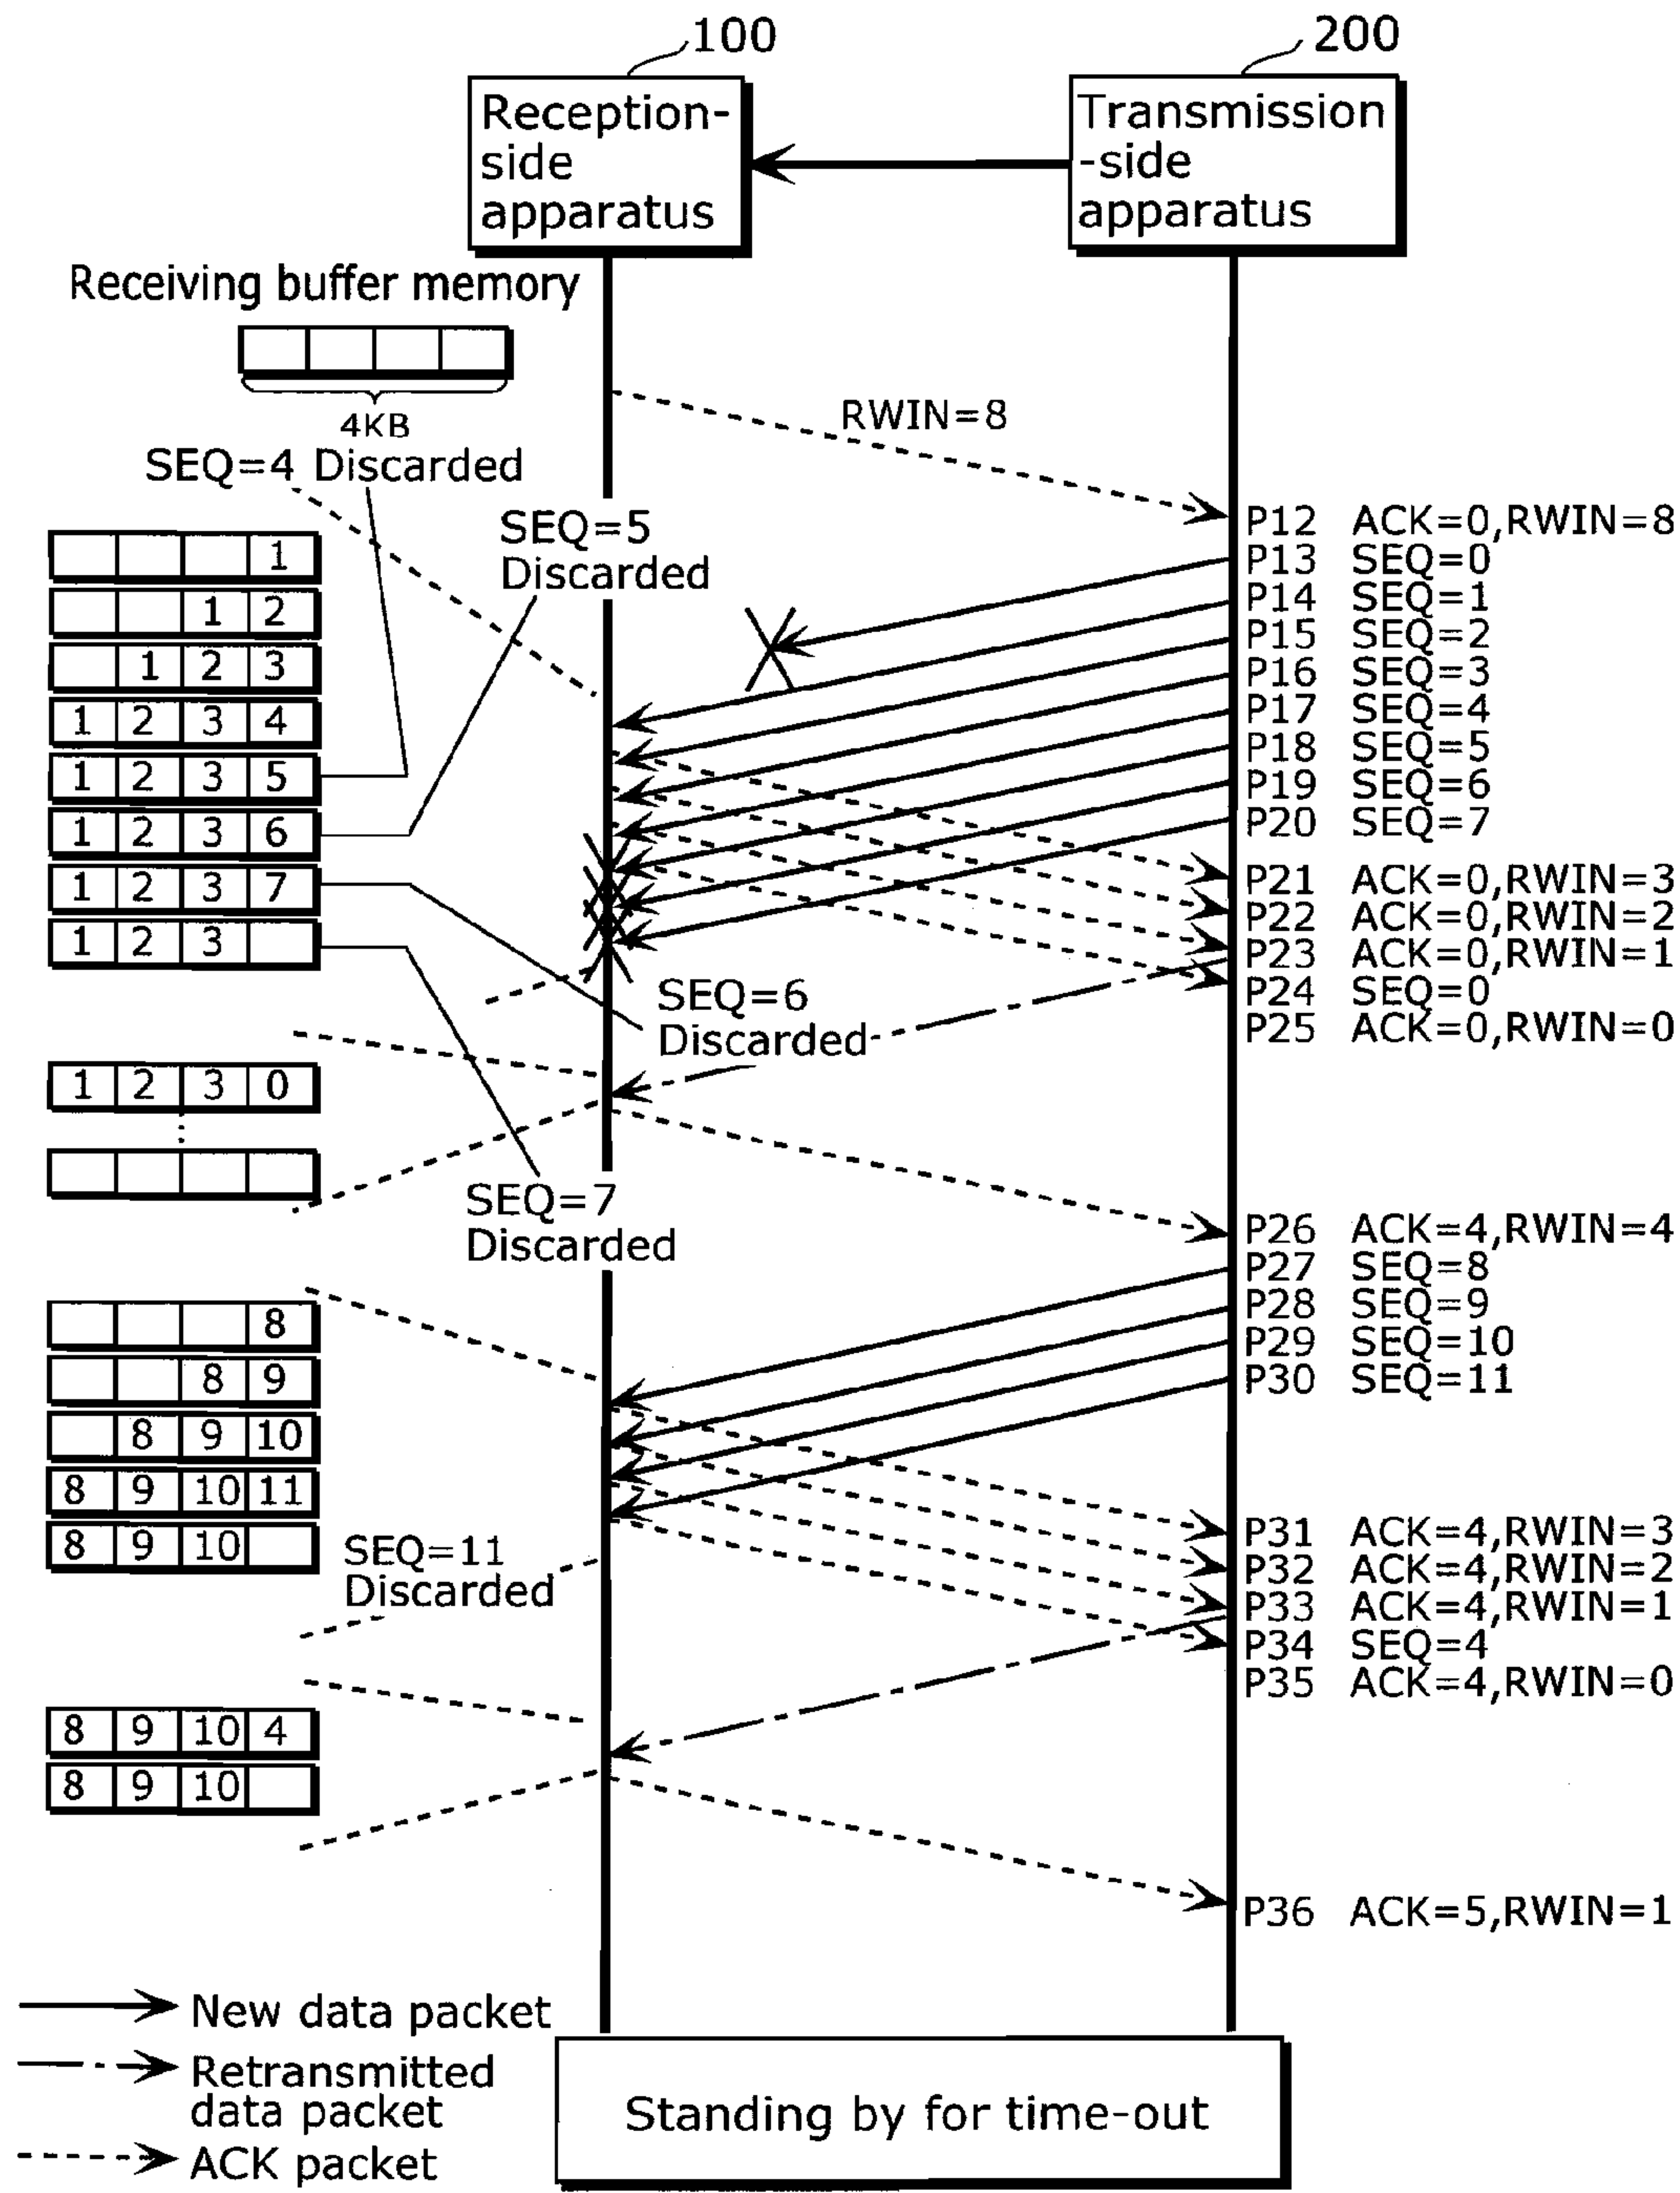 100
200
Reception-
side
apparatus
Transmission
-side
apparatus
Receiving buffer memory
4KB
RWIN=8
SEQ=4 Discarded
SEQ=5
Discarded
P12 ACK=0,RWIN=8
P13 SEQ=0
P14 SEQ=1
P15 SEQ=2
P16 SEQ=3
P17 SEQ=4
P18 SEQ=5
P19 SEQ=6
P20 SEQ=7
P21 ACK=0,RWIN=3
P22 ACK=0,RWIN=2
P23 ACK=0,RWIN=1
P24 SEQ=0
P25 ACK=0,RWIN=0
1
1 2
1 2 3
1 2 3 4
1 2 3 5
1 2 3 6
1 2 3 7
1 2 3
SEQ=6
Discarded
1 2 3 0
SEQ=7
Discarded
P26 ACK=4,RWIN=4
P27 SEQ=8
P28 SEQ=9
P29 SEQ=10
P30 SEQ=11
8
8 9
8 9 10
8 9 10 11
8 9 10
SEQ=11
Discarded
P31 ACK=4,RWIN=3
P32 ACK=4,RWIN=2
P33 ACK=4,RWIN=1
P34 SEQ=4
P35 ACK=4,RWIN=0
8 9 10 4
8 9 10
P36 ACK=5,RWIN=1
New data packet
Retransmitted
data packet
ACK packet
Standing by for time-out